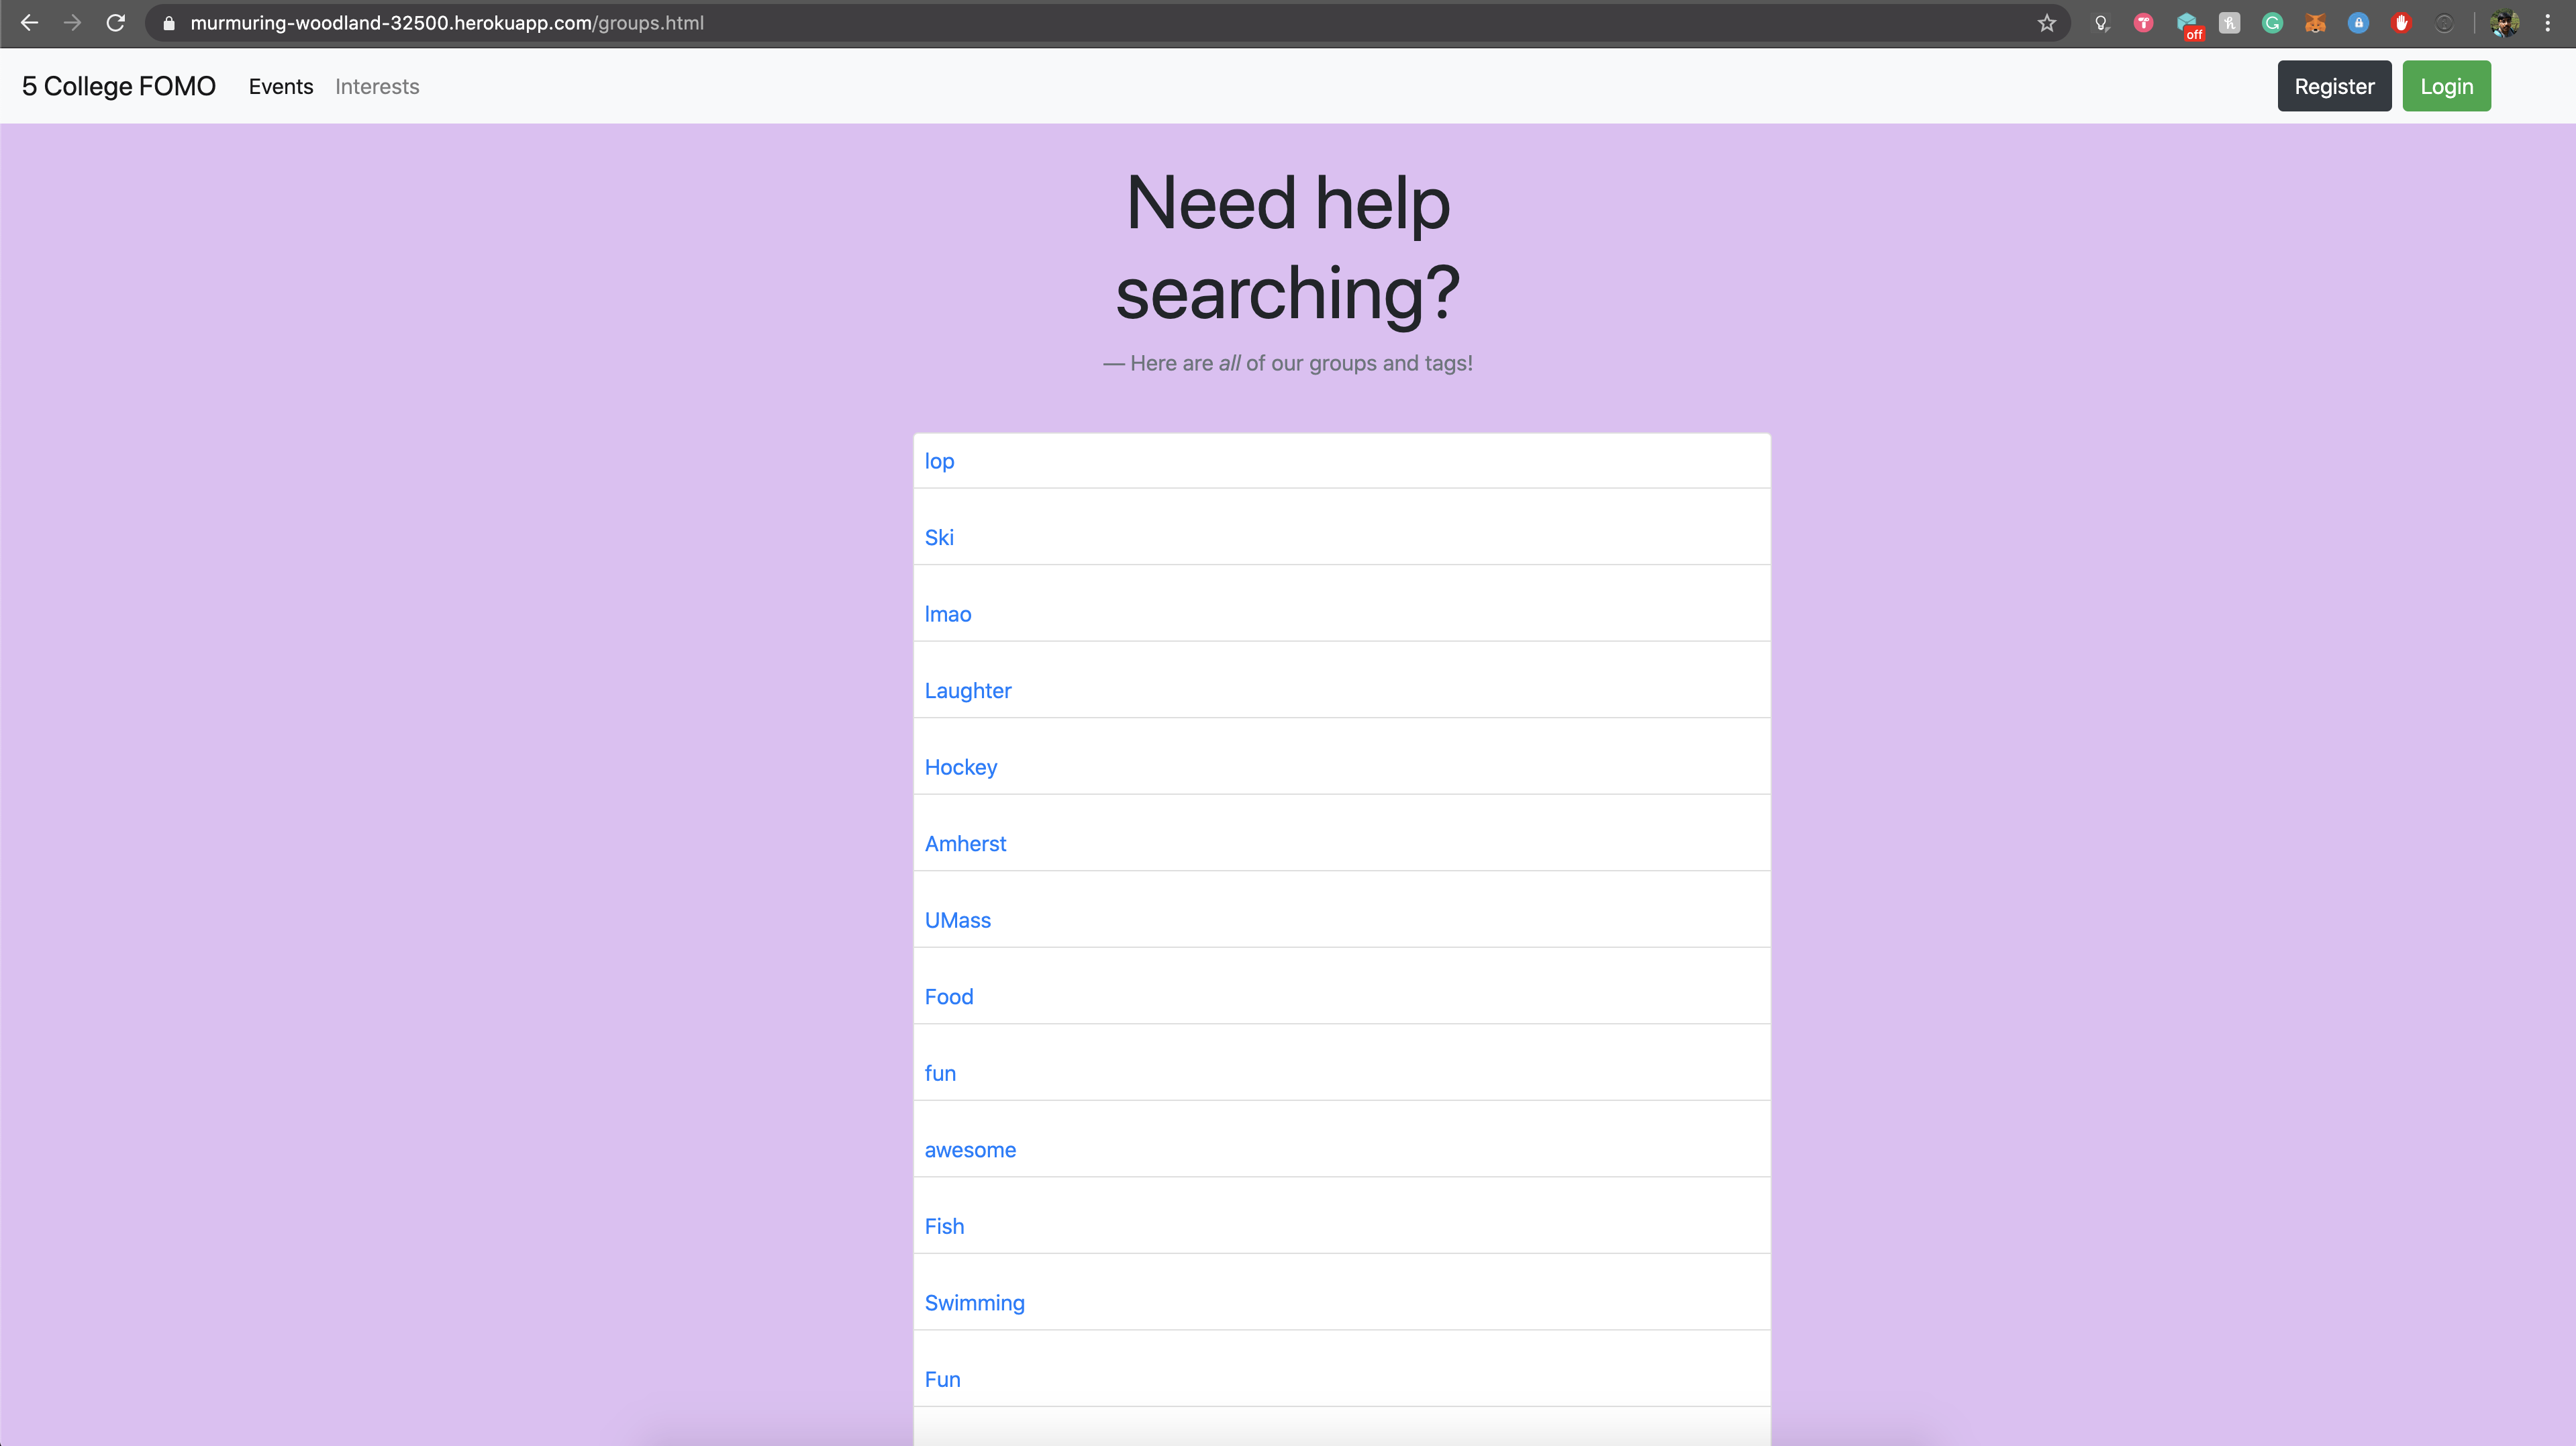 murmuring-woodland-32500.herokuapp.com/groups.html
off
5 College FOMO Events Interests Register Login
Need help
searching?
— Here are all of our groups and tags!
lop
Ski
lmao
Laughter
Hockey
Amherst
UMass
Food
fun
awesome
Fish
Swimming
Fun